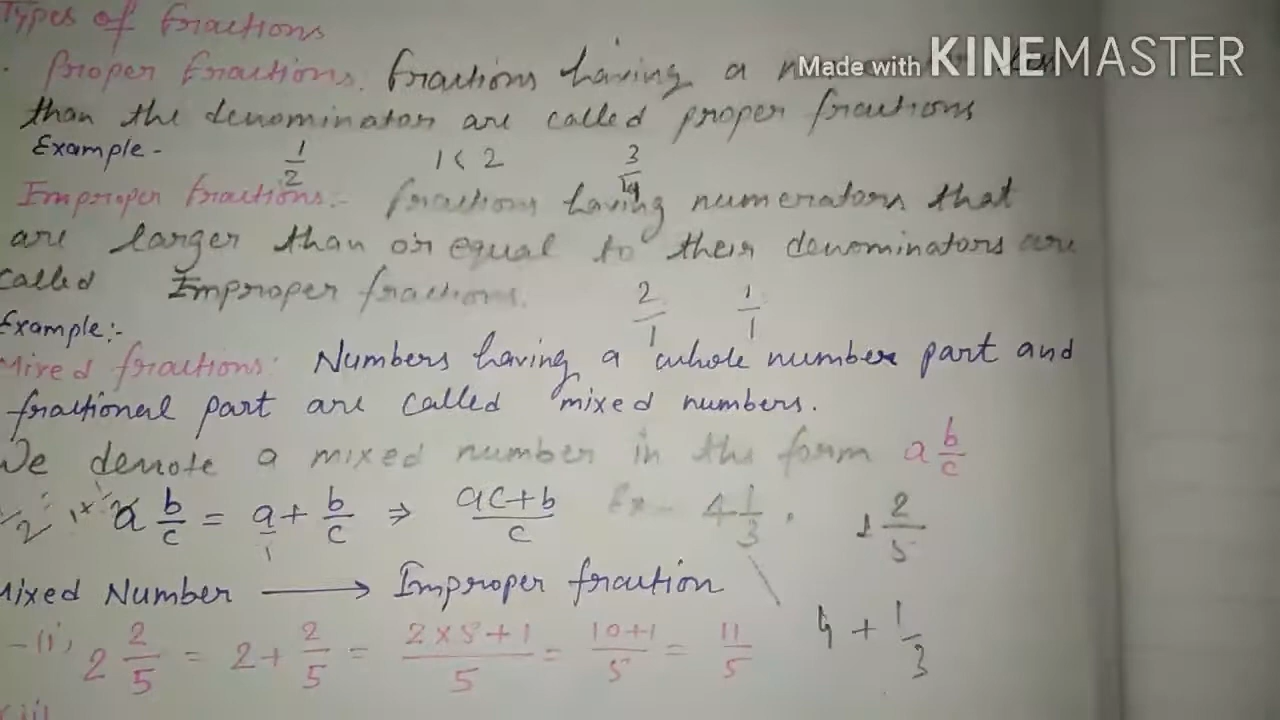 Types of fractions
Proper fractions. fractions having a
Made with KINEMASTER
than the denominator are called proper fractions
Example- 1/2 1 < 2 3/4
Improper fractions:- fractions having numerators that
are larger than or equal to their denominators are
called Improper fractions.
Example:- 2/1 1/1
Mixed fractions: Numbers having a whole number part and
fractional part are called mixed numbers.
We denote a mixed number in the form a b/c
a b/c = a/1 + b/c ⇒ ac+b/c Ex- 4 1/3, 1 2/5
Mixed Number ⟶ Improper fraction
2 2/5 = 2 + 2/5 = 2×5+1/5 = 10+1/5 = 11/5 4 + 1/3